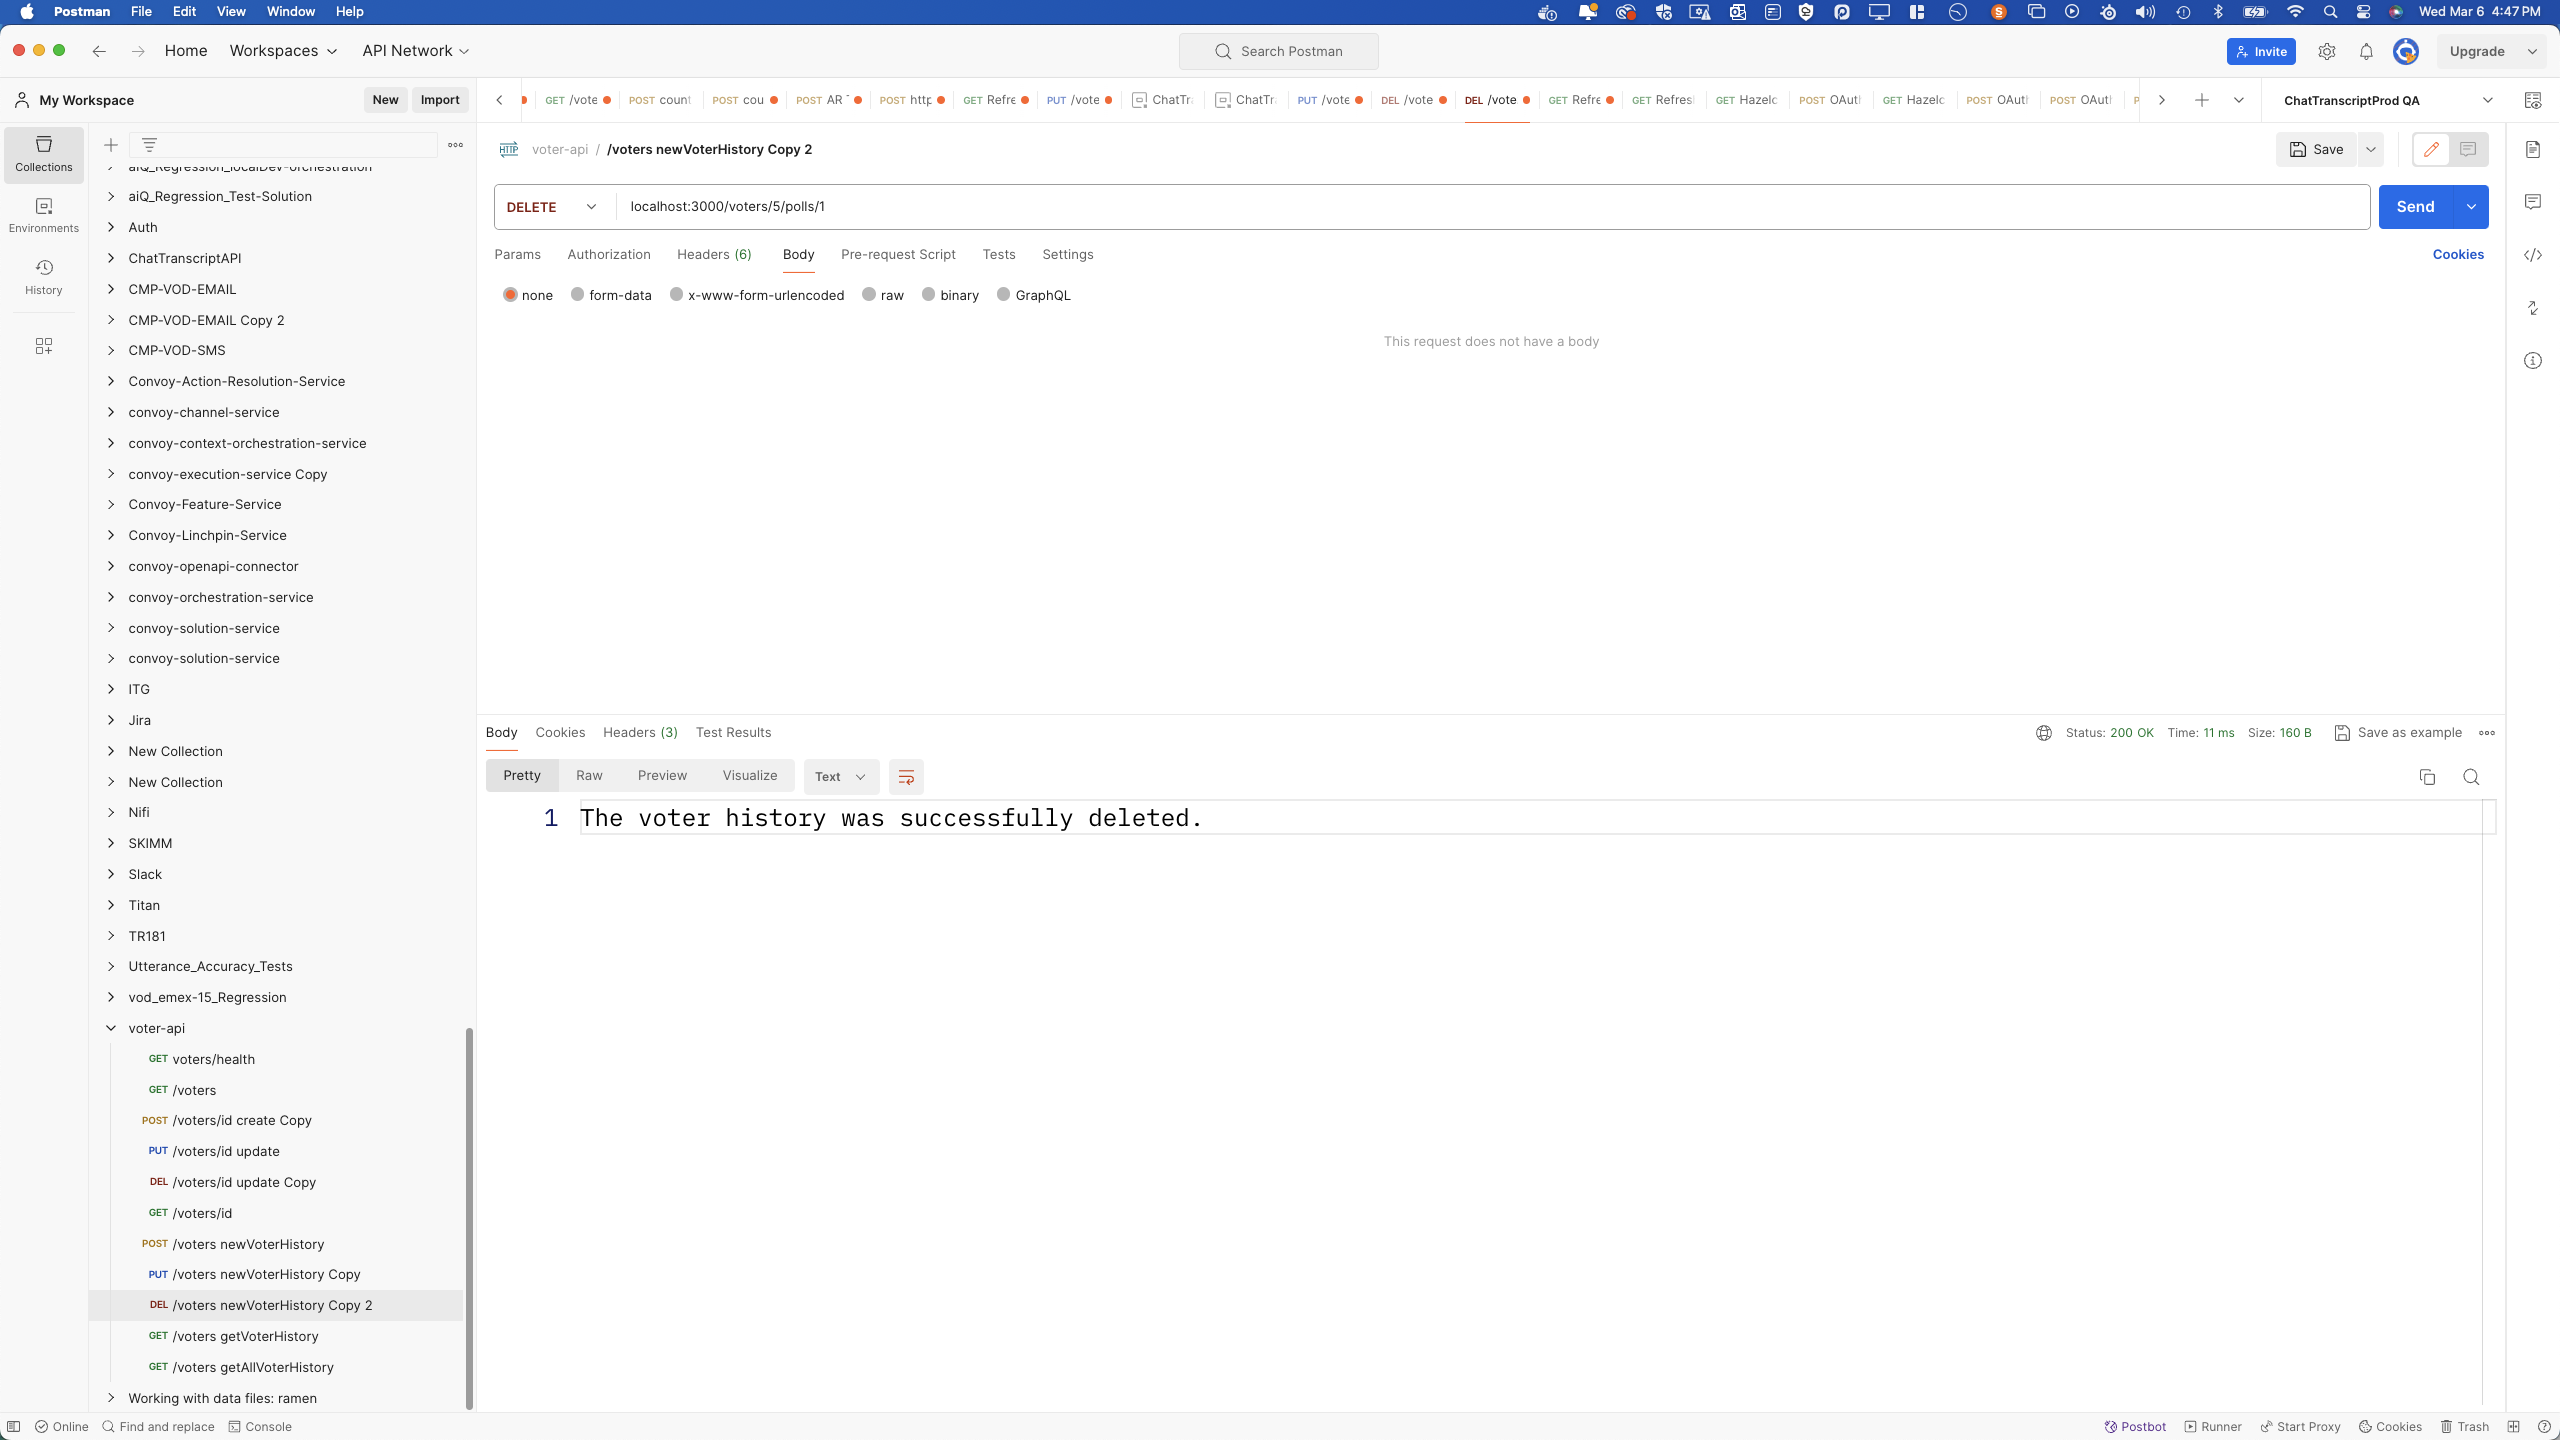 Postman File Edit View Window Help
Wed Mar 6 4:47 PM
Home Workspaces API Network
Search Postman
Invite
Upgrade
My Workspace
New
Import
GET /vote
POST count
POST cou
POST AR
POST http
GET Refre
PUT /vote
ChatTr
ChatTr
PUT /vote
DEL /vote
DEL /vote
GET Refre
GET Refres
GET Hazelc
POST OAut
GET Hazelc
POST OAut
POST OAut
ChatTranscriptProd QA
Collections
Environments
History
aiQ_Regression_localDev-orchestration
aiQ_Regression_Test-Solution
Auth
ChatTranscriptAPI
CMP-VOD-EMAIL
CMP-VOD-EMAIL Copy 2
CMP-VOD-SMS
Convoy-Action-Resolution-Service
convoy-channel-service
convoy-context-orchestration-service
convoy-execution-service Copy
Convoy-Feature-Service
Convoy-Linchpin-Service
convoy-openapi-connector
convoy-orchestration-service
convoy-solution-service
convoy-solution-service
ITG
Jira
New Collection
New Collection
Nifi
SKIMM
Slack
Titan
TR181
Utterance_Accuracy_Tests
vod_emex-15_Regression
voter-api
GET voters/health
GET /voters
POST /voters/id create Copy
PUT /voters/id update
DEL /voters/id update Copy
GET /voters/id
POST /voters newVoterHistory
PUT /voters newVoterHistory Copy
DEL /voters newVoterHistory Copy 2
GET /voters getVoterHistory
GET /voters getAllVoterHistory
Working with data files: ramen
HTTP voter-api / /voters newVoterHistory Copy 2
Save
DELETE localhost:3000/voters/5/polls/1
Send
Params Authorization Headers (6) Body Pre-request Script Tests Settings
Cookies
none form-data x-www-form-urlencoded raw binary GraphQL
This request does not have a body
Body Cookies Headers (3) Test Results
Status: 200 OK Time: 11 ms Size: 160 B Save as example
Pretty Raw Preview Visualize Text
1 The voter history was successfully deleted.
Online Find and replace Console
Postbot Runner Start Proxy Cookies Trash